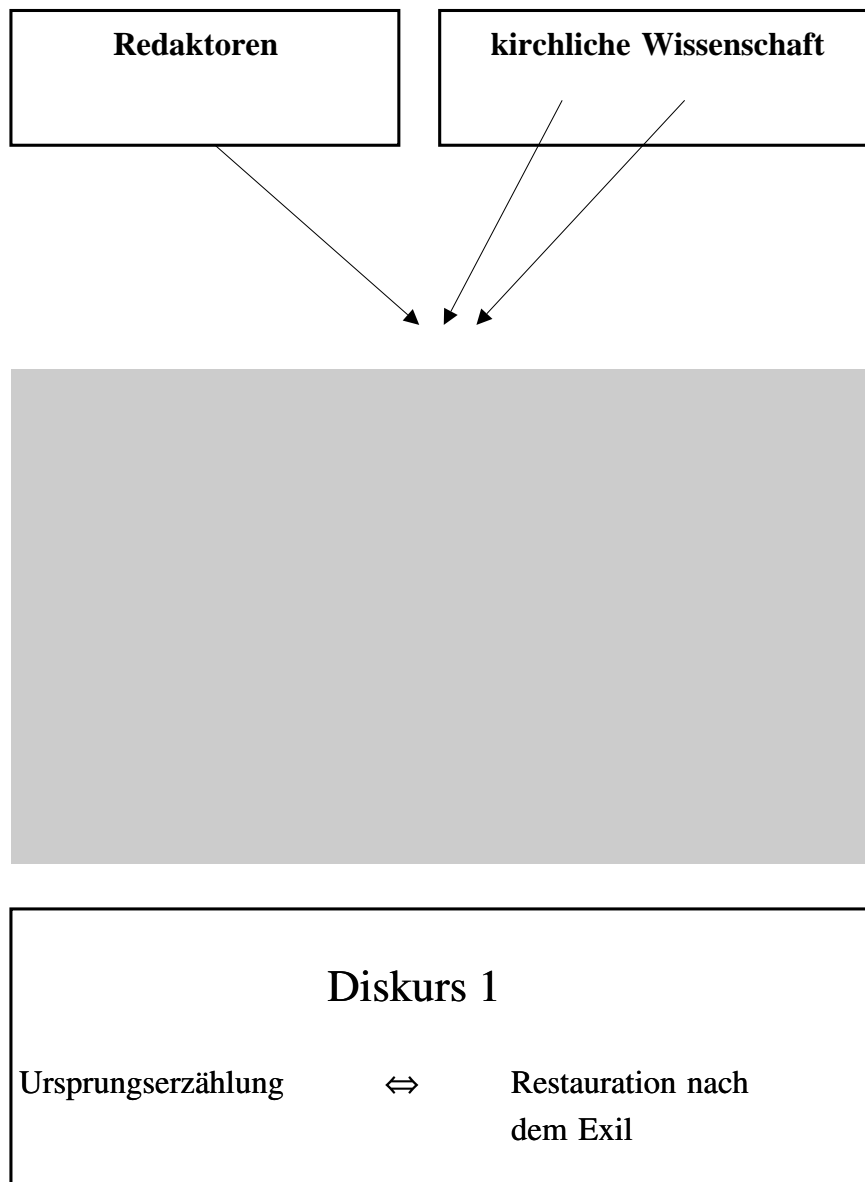 Redaktoren
kirchliche Wissenschaft
Diskurs 1
Ursprungserzählung ⇔ Restauration nach
dem Exil